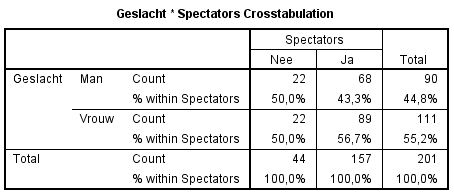 Geslacht * Spectators Crosstabulation
Spectators
Nee Ja Total
Geslacht Man Count 22 68 90
% within Spectators 50,0% 43,3% 44,8%
Vrouw Count 22 89 111
% within Spectators 50,0% 56,7% 55,2%
Total Count 44 157 201
% within Spectators 100,0% 100,0% 100,0%